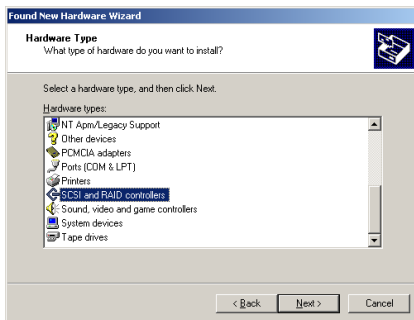 Found New Hardware Wizard
Hardware Type
What type of hardware do you want to install?
Select a hardware type, and then click Next.
Hardware types:
NT Apm/Legacy Support
Other devices
PCMCIA adapters
Ports (COM & LPT)
Printers
SCSI and RAID controllers
Sound, video and game controllers
System devices
Tape drives
< Back
Next >
Cancel